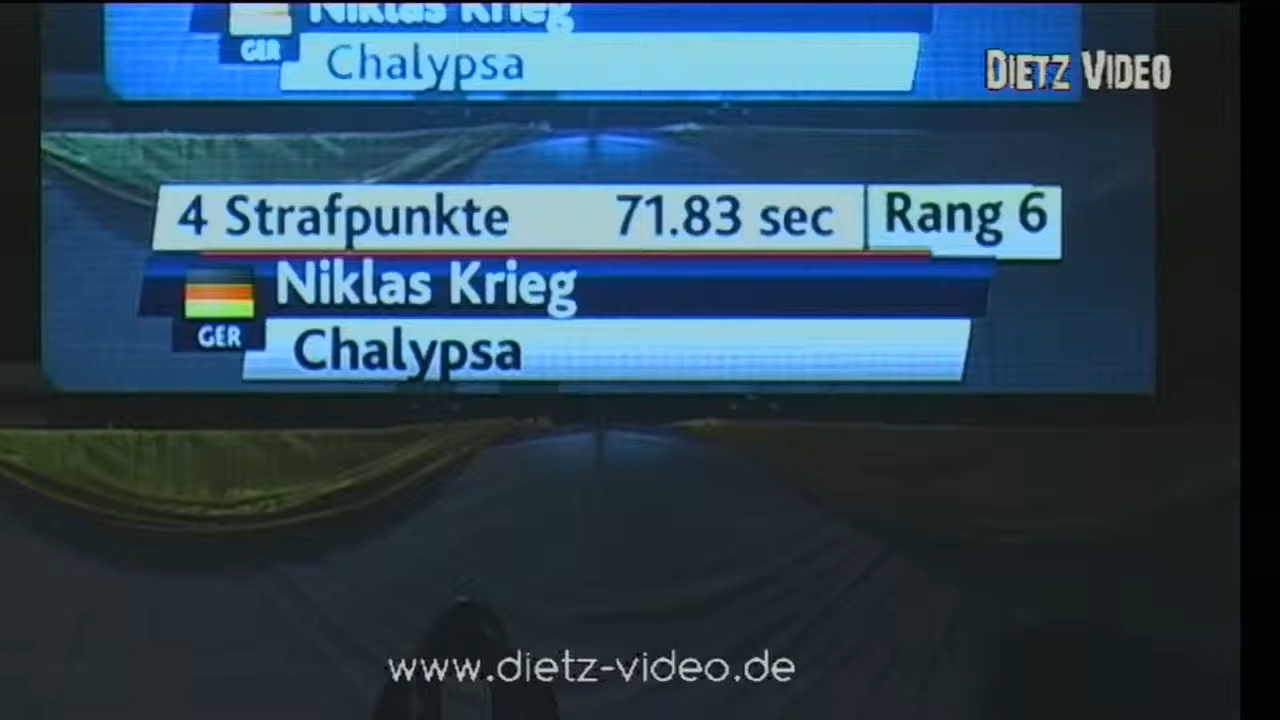 Niklas Krieg
GER
Chalypsa
DIETZ VIDEO
4 Strafpunkte 71.83 sec Rang 6
Niklas Krieg
GER
Chalypsa
www.dietz-video.de